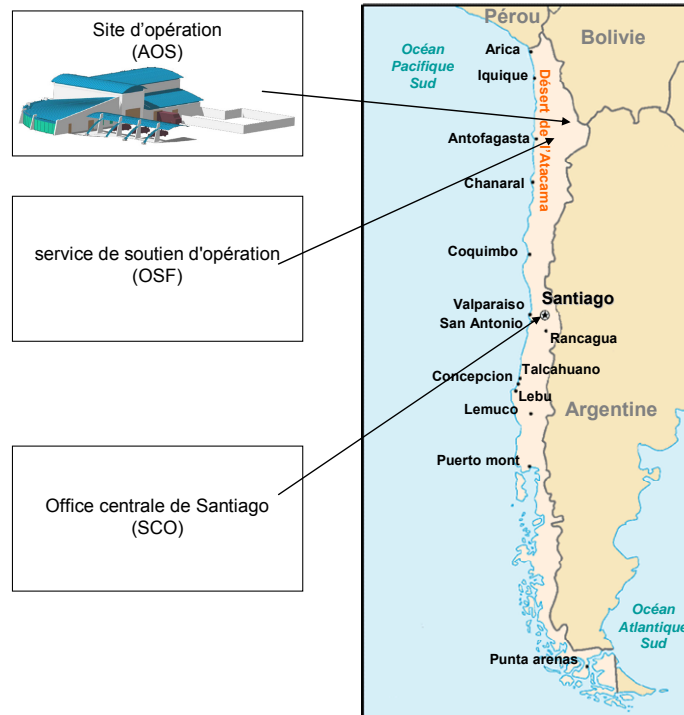 Site d'opération
(AOS)
service de soutien d'opération
(OSF)
Office centrale de Santiago
(SCO)
Pérou
Bolivie
Océan
Pacifique
Sud
Arica
Iquique
Désert de l'Atacama
Antofagasta
Chanaral
Coquimbo
Valparaiso
Santiago
San Antonio
Rancagua
Talcahuano
Concepcion
Lebu
Lemuco
Argentine
Puerto mont
Océan
Atlantique
Sud
Punta arenas